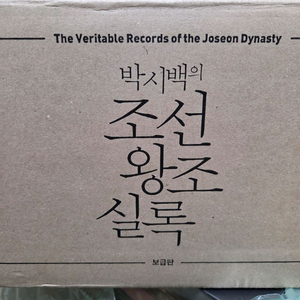 The Veritable Records of the Joseon Dynasty
박시백의
조선
왕조
실록
보급판